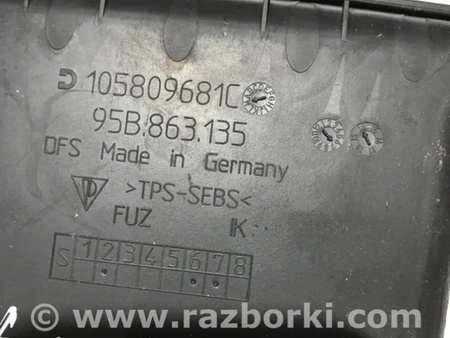 105809681C
95B.863.135
DFS Made in Germany
>TPS-SEBS<
FUZ IK
S 1 2 3 4 5 6 7 8
© www.razborki.com